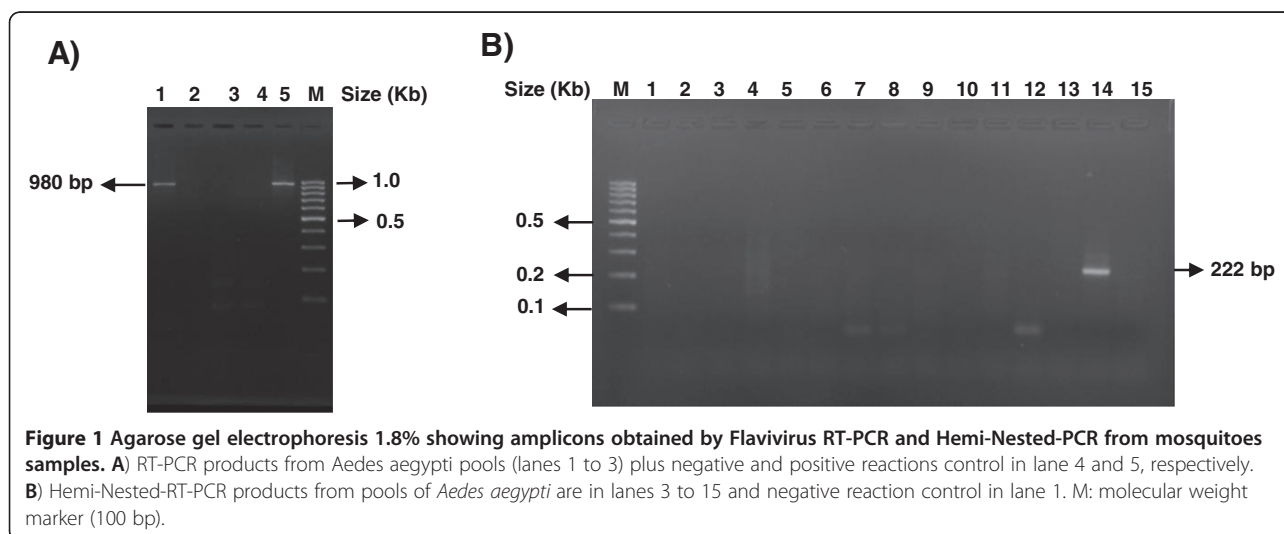 A)
1 2 3 4 5 M Size (Kb)
980 bp
1.0
0.5
B)
Size (Kb) M 1 2 3 4 5 6 7 8 9 10 11 12 13 14 15
0.5
0.2
0.1
222 bp
Figure 1 Agarose gel electrophoresis 1.8% showing amplicons obtained by Flavivirus RT-PCR and Hemi-Nested-PCR from mosquitoes
samples. A) RT-PCR products from Aedes aegypti pools (lanes 1 to 3) plus negative and positive reactions control in lane 4 and 5, respectively.
B) Hemi-Nested-RT-PCR products from pools of Aedes aegypti are in lanes 3 to 15 and negative reaction control in lane 1. M: molecular weight
marker (100 bp).